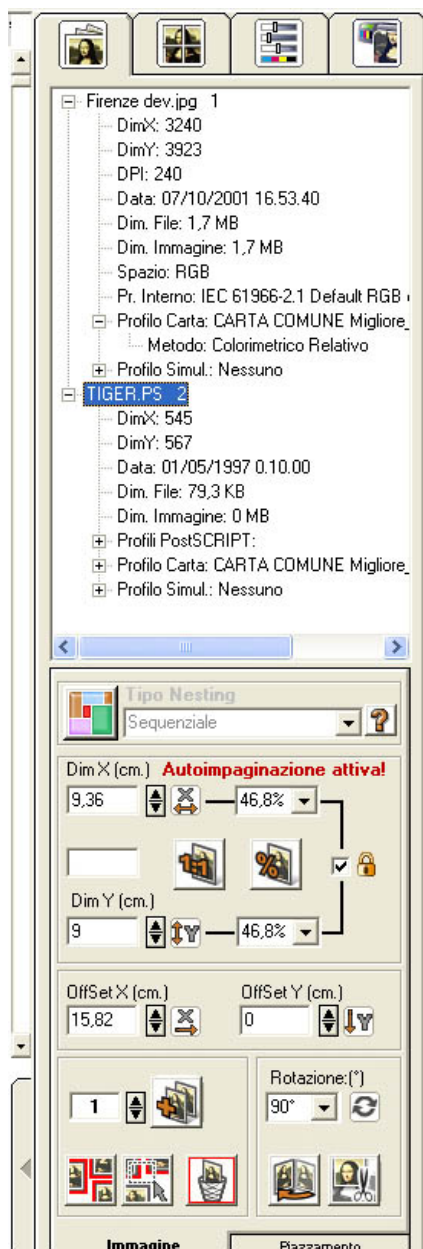 Firenze dev.jpg 1
DimX: 3240
DimY: 3923
DPI: 240
Data: 07/10/2001 16.53.40
Dim. File: 1,7 MB
Dim. Immagine: 1,7 MB
Spazio: RGB
Pr. Interno: IEC 61966-2.1 Default RGB
Profilo Carta: CARTA COMUNE Migliore_
Metodo: Colorimetrico Relativo
Profilo Simul.: Nessuno
TIGER.PS 2
DimX: 545
DimY: 567
Data: 01/05/1997 0.10.00
Dim. File: 79,3 KB
Dim. Immagine: 0 MB
Profili PostSCRIPT:
Profilo Carta: CARTA COMUNE Migliore_
Profilo Simul.: Nessuno
Tipo Nesting
Sequenziale ?
Dim X (cm.) Autoimpaginazione attiva!
9,36 X 46,8%
1:1 %
Dim Y (cm.)
9 Y 46,8%
OffSet X (cm.) OffSet Y (cm.)
15,82 X 0 Y
Rotazione:(°)
1 90°
Immagine Piazzamento